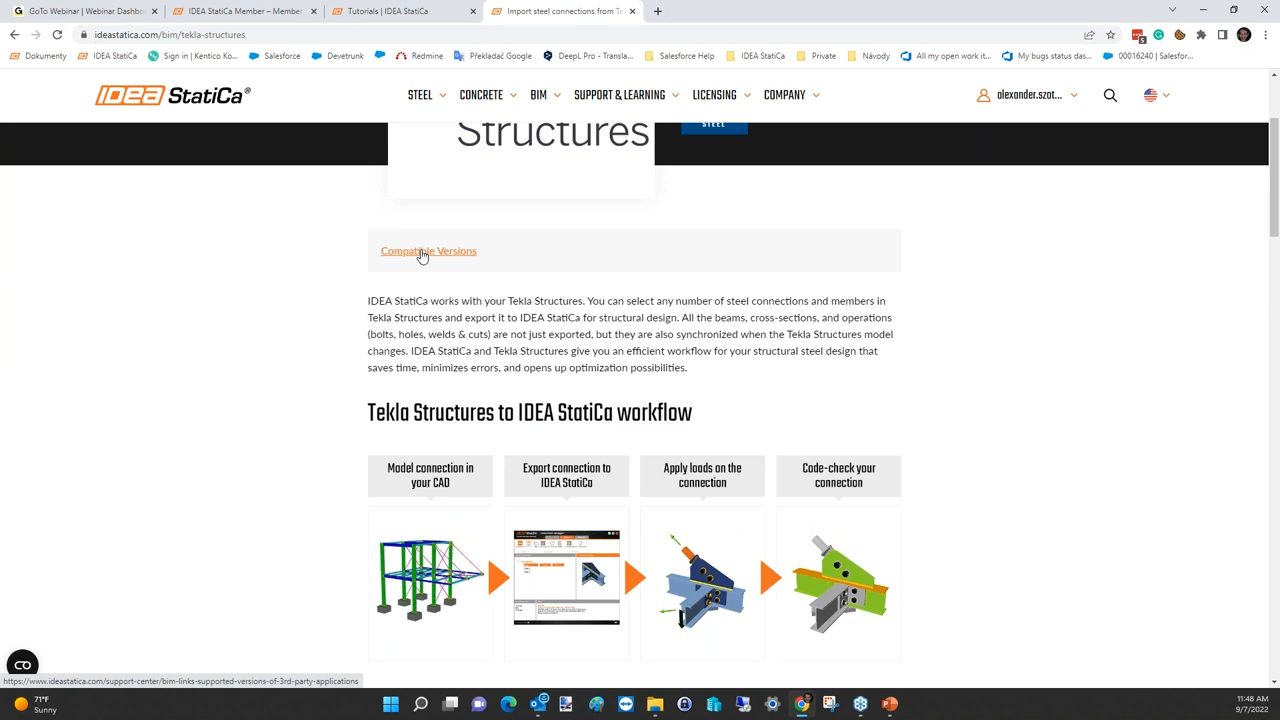 GoTo Webinar | Webinar Dashbo
IDEA StatiCa Member – Membe
Tutorials | IDEA StatiCa
Import steel connections from Te
ideastatica.com/bim/tekla-structures
Dokumenty
IDEA StatiCa
Sign in | Kentico Ko...
Salesforce
Devetrunk
Redmine
Překladač Google
DeepL Pro - Transla...
Salesforce Help
IDEA StatiCa
Private
Návody
All my open work it...
My bugs status das...
00016240 | Salesfor...
IDEA StatiCa®
STEEL
CONCRETE
BIM
SUPPORT & LEARNING
LICENSING
COMPANY
alexander.szot...
Structures
STEEL
Compatible Versions
IDEA StatiCa works with your Tekla Structures. You can select any number of steel connections and members in
Tekla Structures and export it to IDEA StatiCa for structural design. All the beams, cross-sections, and operations
(bolts, holes, welds & cuts) are not just exported, but they are also synchronized when the Tekla Structures model
changes. IDEA StatiCa and Tekla Structures give you an efficient workflow for your structural steel design that
saves time, minimizes errors, and opens up optimization possibilities.
Tekla Structures to IDEA StatiCa workflow
Model connection in
your CAD
Export connection to
IDEA StatiCa
Apply loads on the
connection
Code-check your
connection
https://www.ideastatica.com/support-center/bim-links-supported-versions-of-3rd-party-applications
71°F
Sunny
11:48 AM
9/7/2022